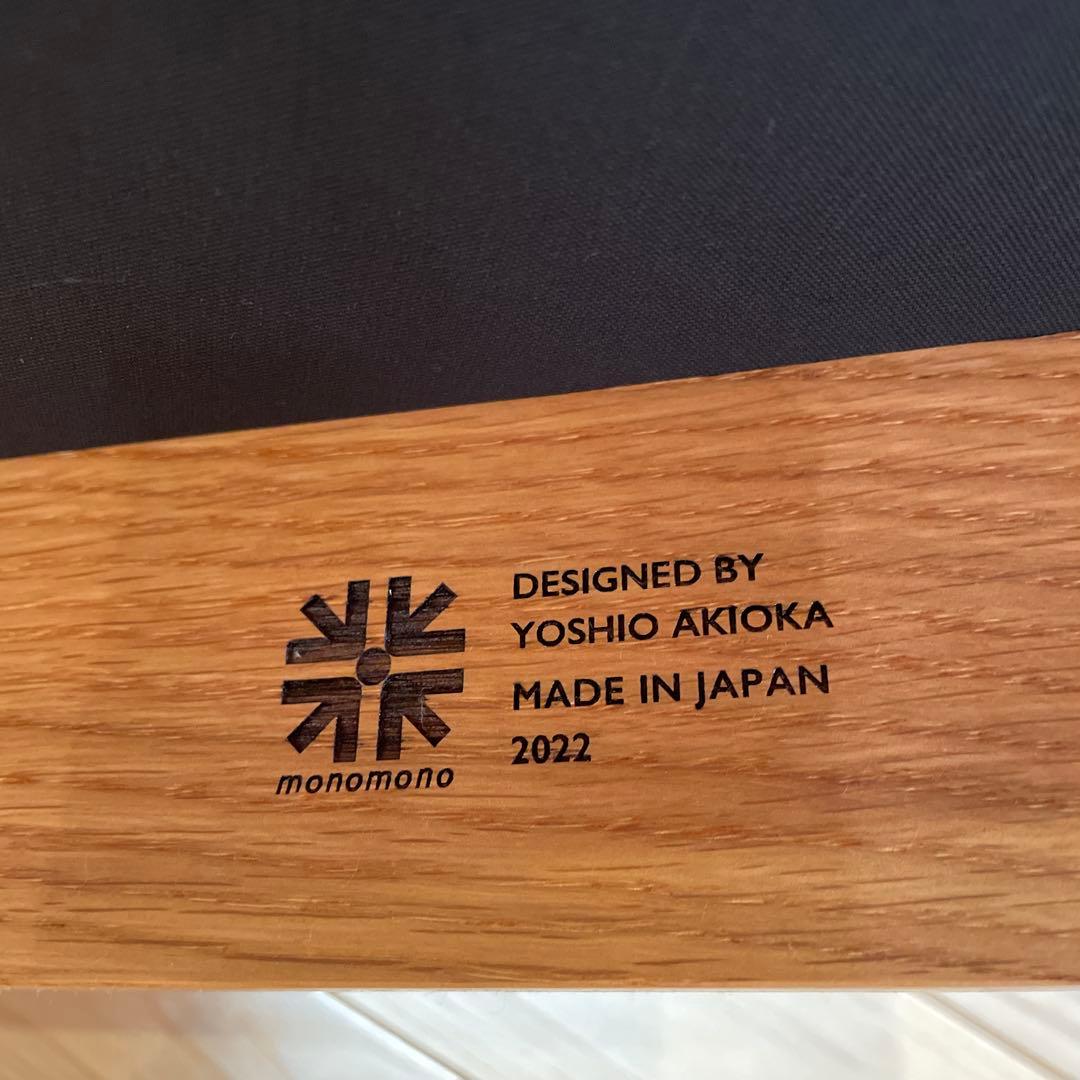 DESIGNED BY
YOSHIO AKIOKA
MADE IN JAPAN
2022
monomono